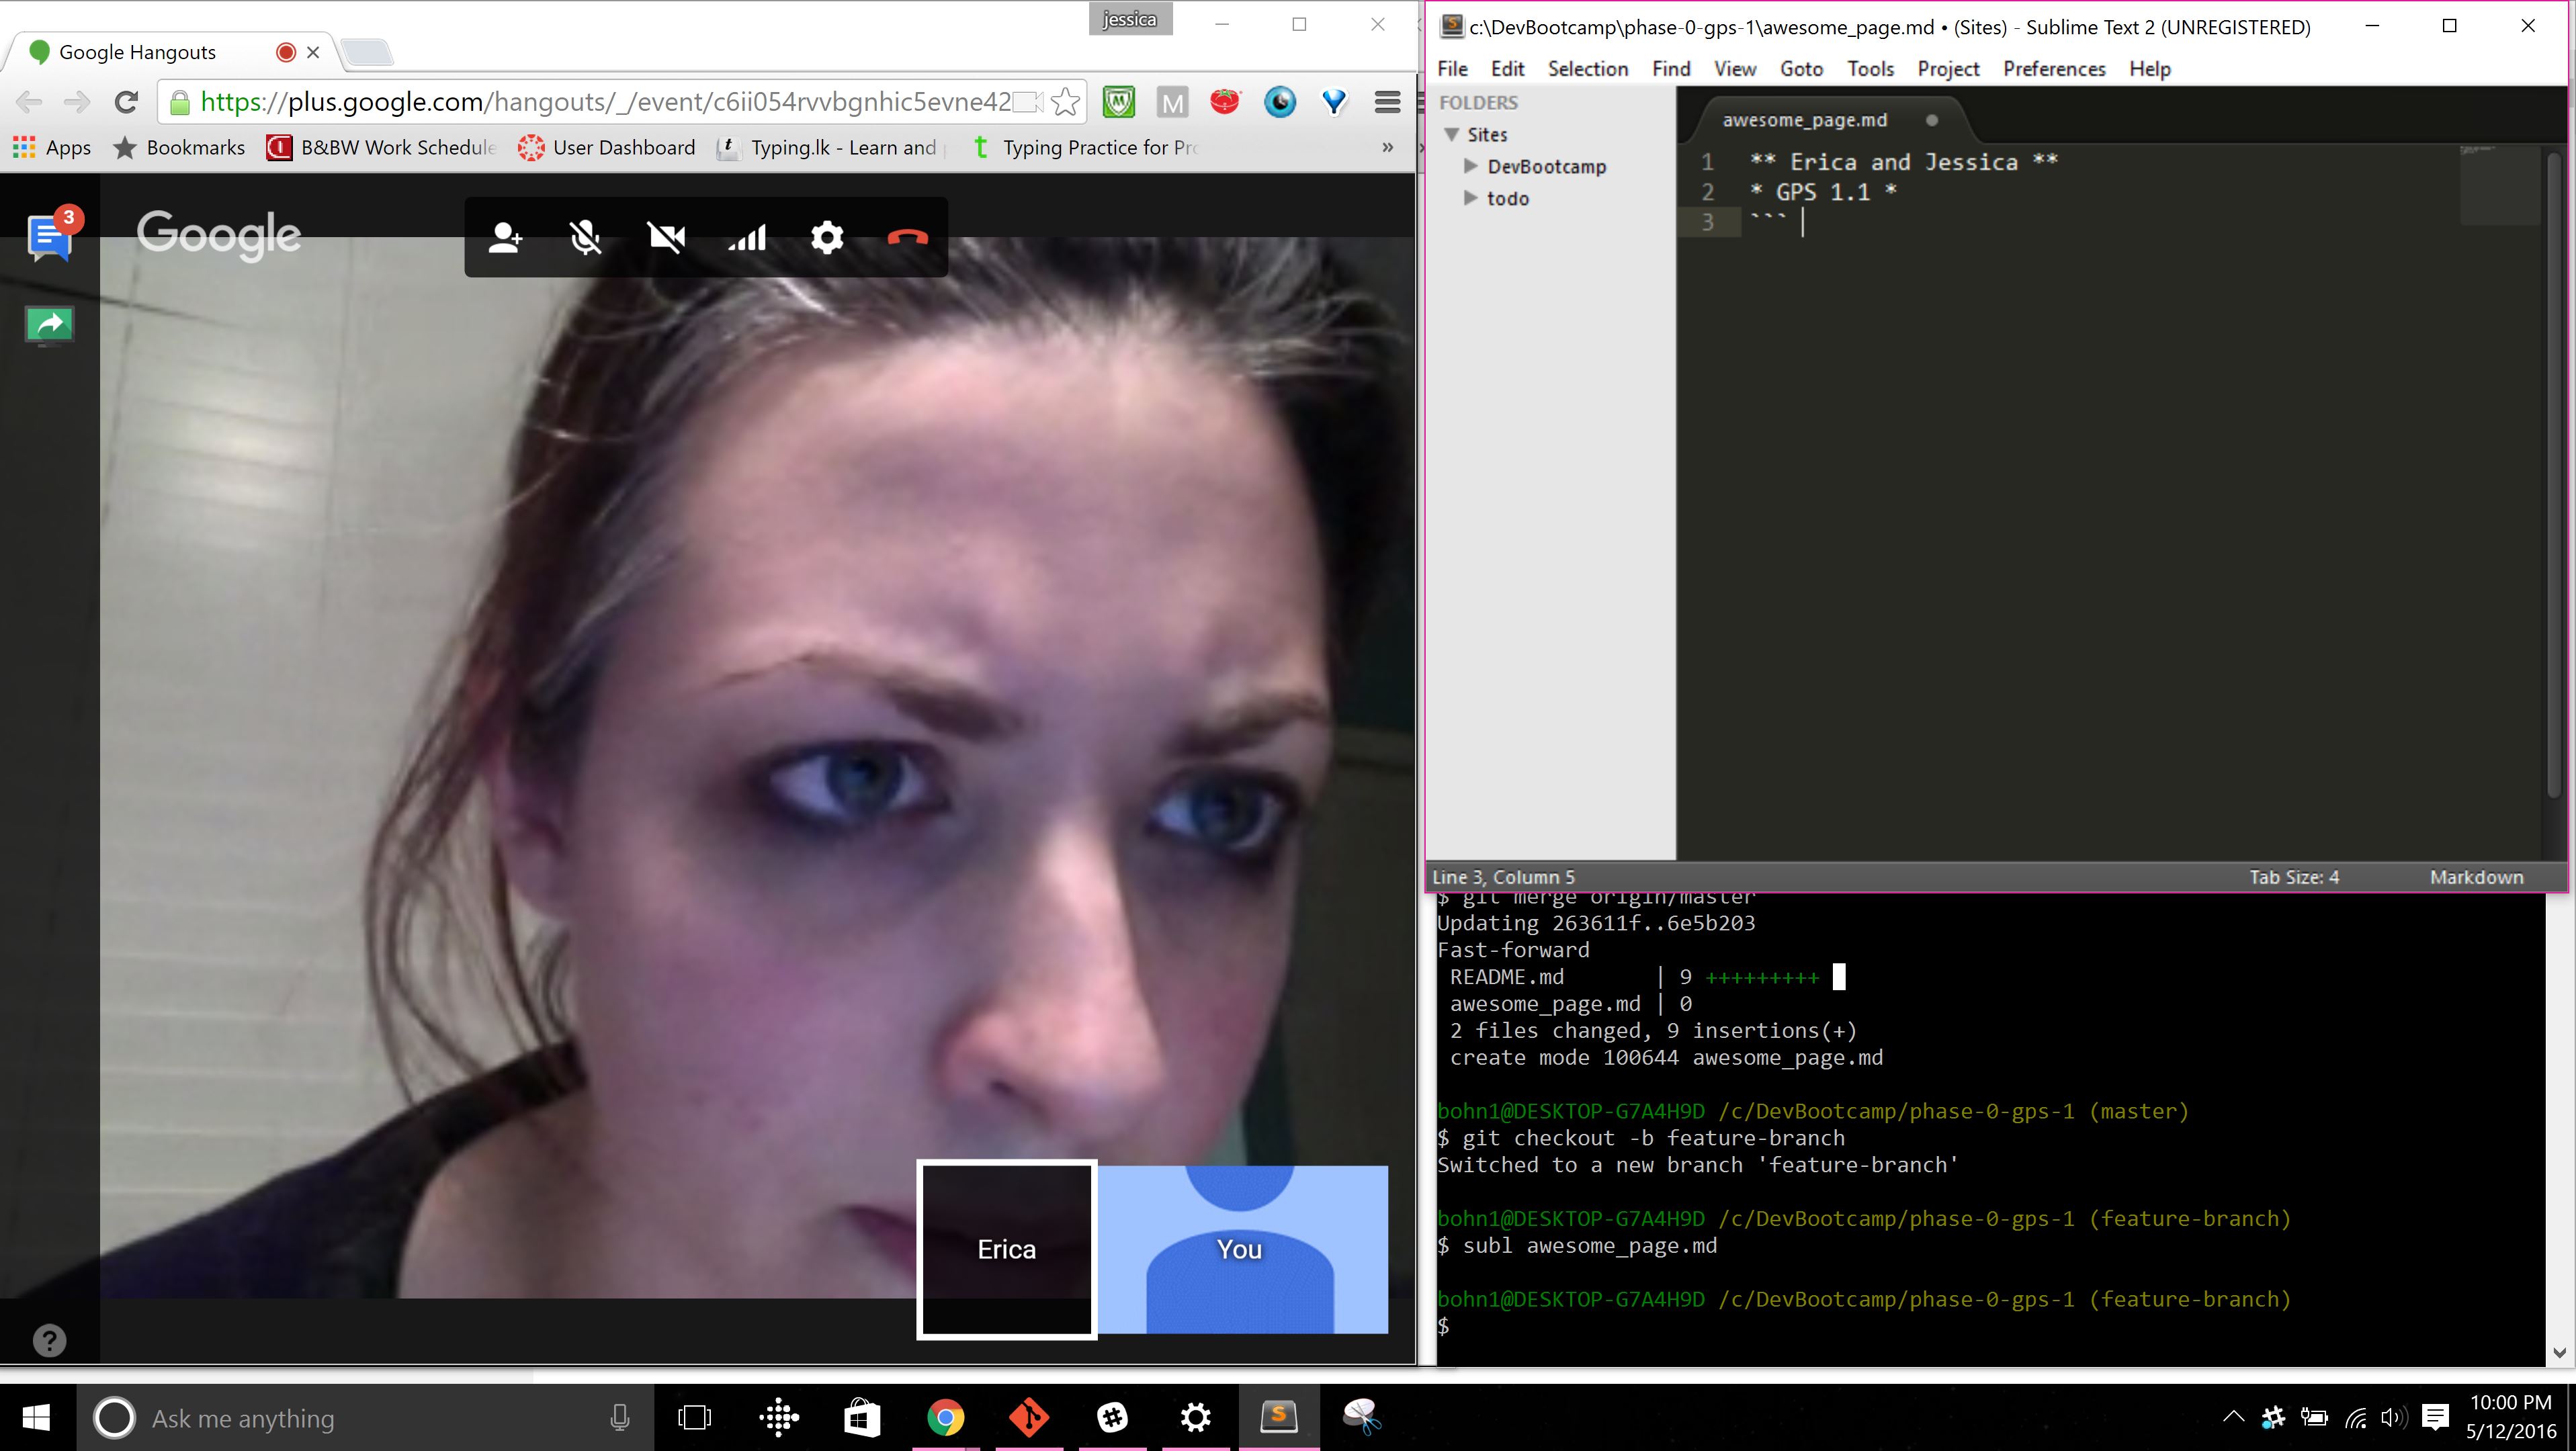 jessica
Google Hangouts
https://plus.google.com/hangouts/_/event/c6ii054rvvbgnhic5evne42
Apps
Bookmarks
B&BW Work Schedule
User Dashboard
Typing.lk - Learn and
Typing Practice for Pro
»
3
Google
Erica
You
?
c:\DevBootcamp\phase-0-gps-1\awesome_page.md • (Sites) - Sublime Text 2 (UNREGISTERED)
File Edit Selection Find View Goto Tools Project Preferences Help
FOLDERS
Sites
DevBootcamp
todo
awesome_page.md
1 ** Erica and Jessica **
2 * GPS 1.1 *
3 ```
Line 3, Column 5 Tab Size: 4 Markdown
$ git merge origin/master
Updating 263611f..6e5b203
Fast-forward
README.md | 9 +++++++++
awesome_page.md | 0
2 files changed, 9 insertions(+)
create mode 100644 awesome_page.md
bohn1@DESKTOP-G7A4H9D /c/DevBootcamp/phase-0-gps-1 (master)
$ git checkout -b feature-branch
Switched to a new branch 'feature-branch'
bohn1@DESKTOP-G7A4H9D /c/DevBootcamp/phase-0-gps-1 (feature-branch)
$ subl awesome_page.md
bohn1@DESKTOP-G7A4H9D /c/DevBootcamp/phase-0-gps-1 (feature-branch)
$
Ask me anything
10:00 PM
5/12/2016